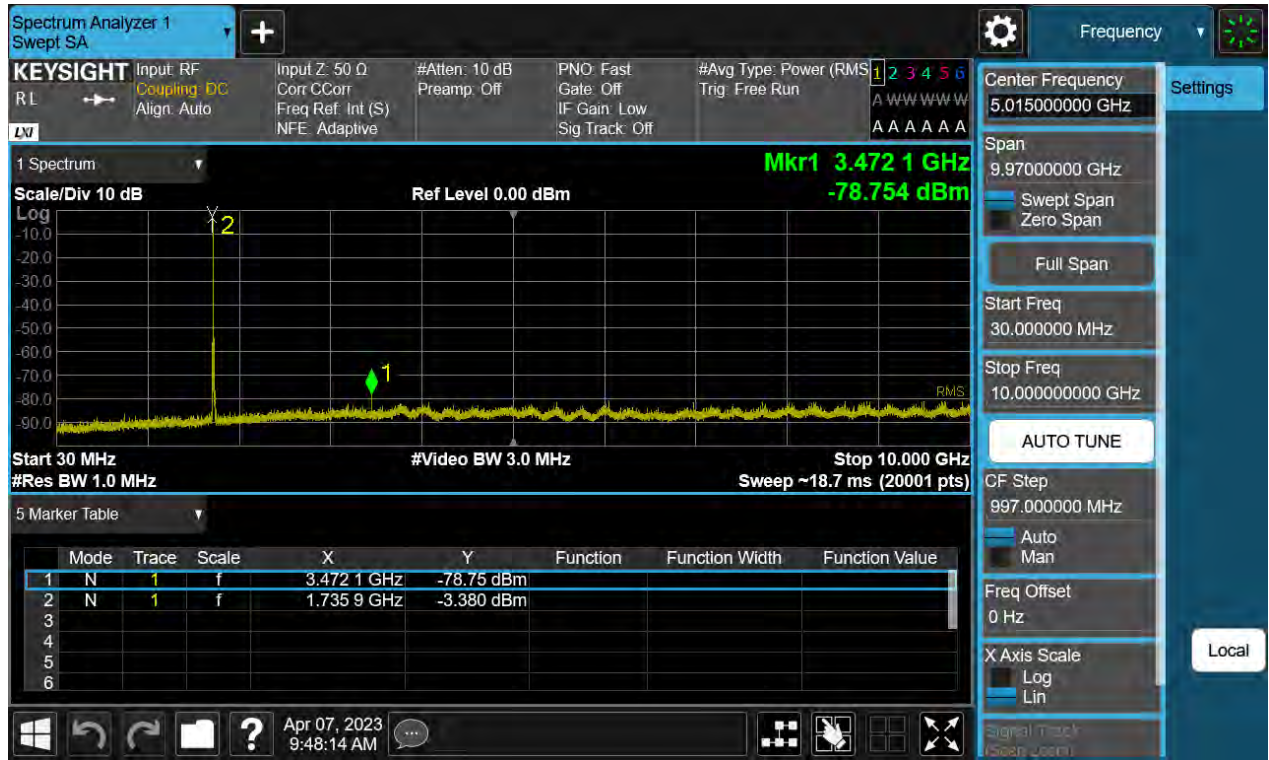 Spectrum Analyzer 1
Swept SA
+
Frequency
KEYSIGHT
RL
LXI
Input: RF
Coupling: DC
Align: Auto
Input Z: 50 Ω
Corr CCorr
Freq Ref: Int (S)
NFE: Adaptive
#Atten: 10 dB
Preamp: Off
PNO: Fast
Gate: Off
IF Gain: Low
Sig Track: Off
#Avg Type: Power (RMS
Trig: Free Run
1 2 3 4 5 6
A W W W W W
A A A A A A
1 Spectrum
Scale/Div 10 dB
Ref Level 0.00 dBm
Mkr1 3.472 1 GHz
-78.754 dBm
Log
-10.0
-20.0
-30.0
-40.0
-50.0
-60.0
-70.0
-80.0
-90.0
2
1
RMS
Start 30 MHz
#Video BW 3.0 MHz
Stop 10.000 GHz
#Res BW 1.0 MHz
Sweep ~18.7 ms (20001 pts)
5 Marker Table
Mode Trace Scale X Y Function Function Width Function Value
1 N 1 f 3.472 1 GHz -78.75 dBm
2 N 1 f 1.735 9 GHz -3.380 dBm
3
4
5
6
Apr 07, 2023
9:48:14 AM
?
Center Frequency
5.015000000 GHz
Settings
Span
9.97000000 GHz
Swept Span
Zero Span
Full Span
Start Freq
30.000000 MHz
Stop Freq
10.000000000 GHz
AUTO TUNE
CF Step
997.000000 MHz
Auto
Man
Freq Offset
0 Hz
X Axis Scale
Log
Lin
Local
Signal Track
(Span Zoom)